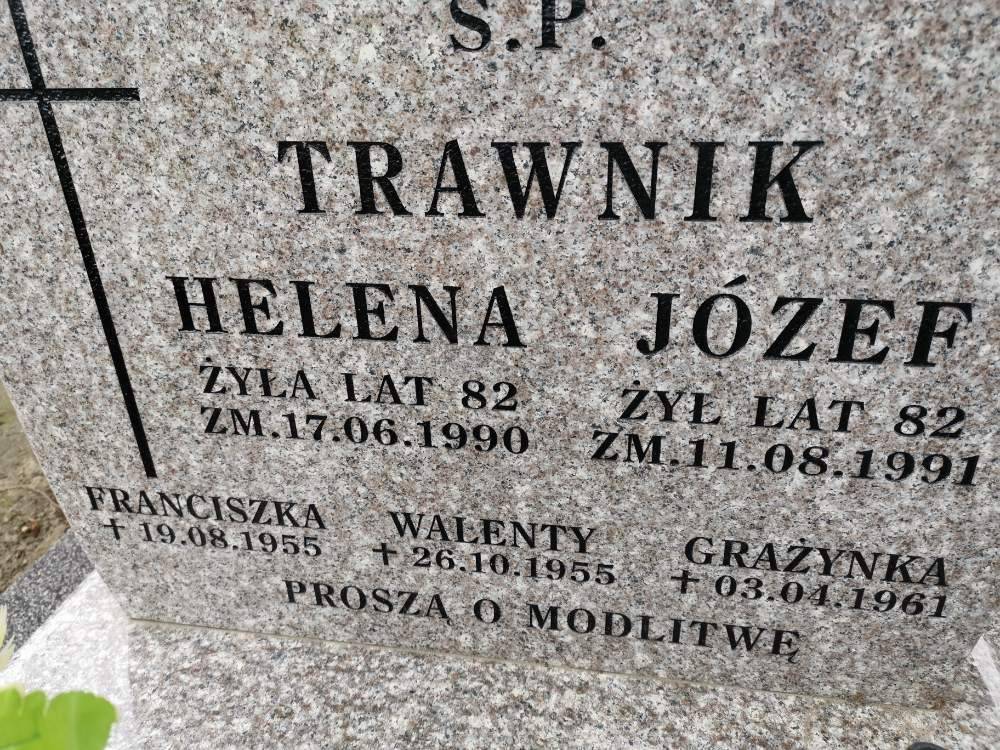 Ś.P.
TRAWNIK
HELENA JÓZEF
ŻYŁA LAT 82 ŻYŁ LAT 82
ZM.17.06.1990 ZM.11.08.1991
FRANCISZKA WALENTY GRAŻYNKA
✝ 19.08.1955 ✝ 26.10.1955 ✝ 03.04.1961
PROSZĄ O MODLITWĘ